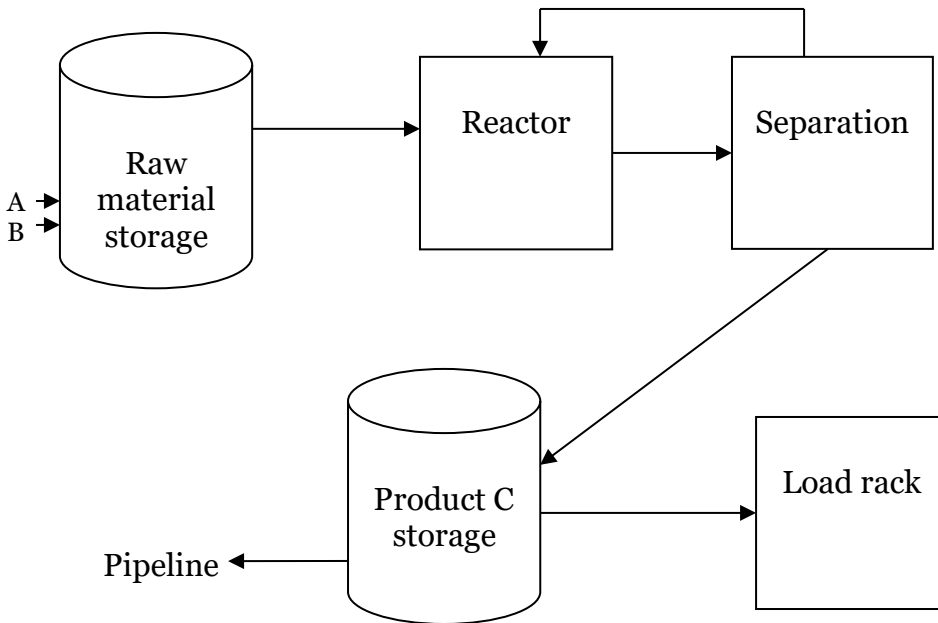 Reactor
Separation
Raw
material
storage
A
B
Product C
storage
Load rack
Pipeline